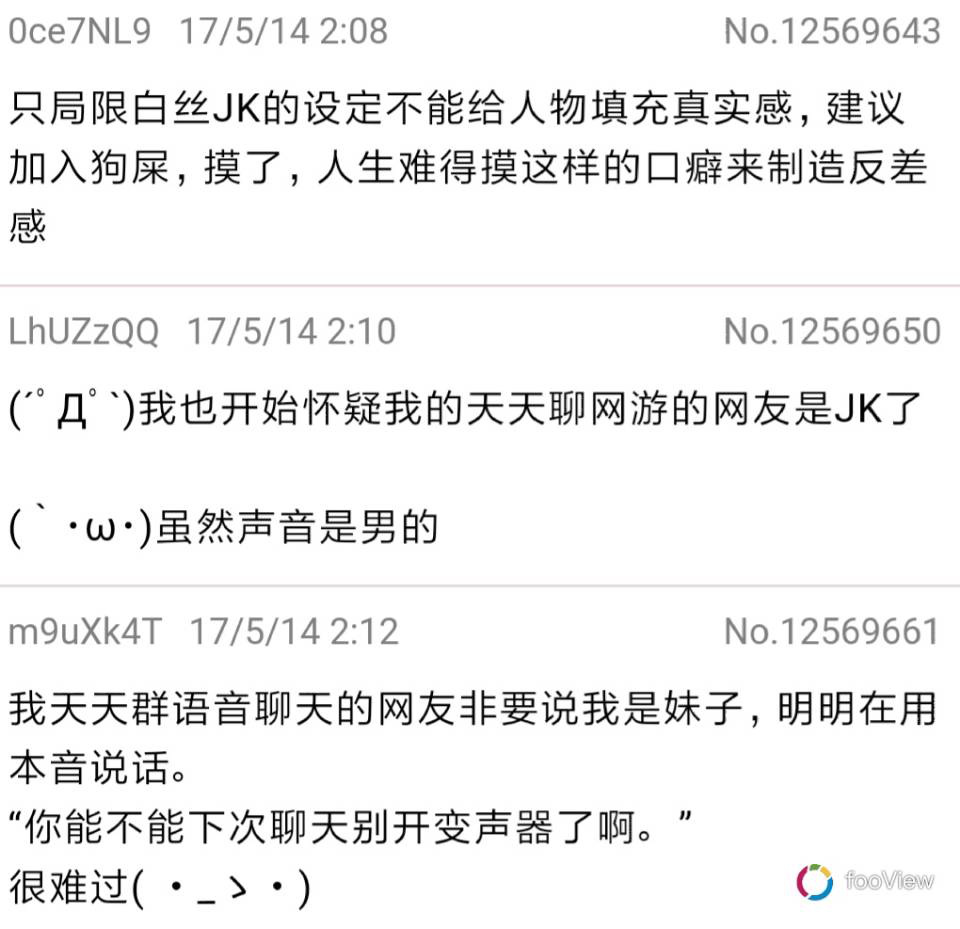 0ce7NL9 17/5/14 2:08 No.12569643
只局限白丝JK的设定不能给人物填充真实感，建议
加入狗屎，摸了，人生难得摸这样的口癖来制造反差
感
LhUZzQQ 17/5/14 2:10 No.12569650
(´ﾟДﾟ`)我也开始怀疑我的天天聊网游的网友是JK了
(｀･ω･)虽然声音是男的
m9uXk4T 17/5/14 2:12 No.12569661
我天天群语音聊天的网友非要说我是妹子，明明在用
本音说话。
“你能不能下次聊天别开变声器了啊。”
很难过( ・_ゝ・)
fooView